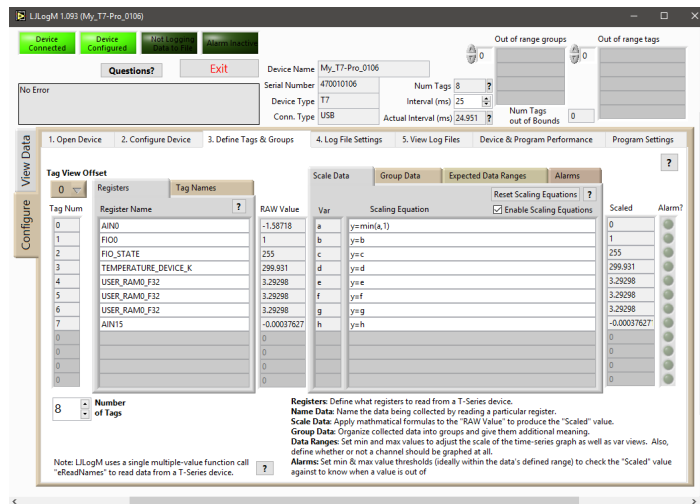 LJLogM 1.093 (My_T7-Pro_0106)
Device Connected
Device Configured
Not Logging Data to File
Alarm Inactive
Questions?
Exit
No Error
Device Name My_T7-Pro_0106
Serial Number 470010106
Device Type T7
Conn. Type USB
Num Tags 8 ?
Interval (ms) 25
Actual Interval (ms) 24.951 ?
Out of range groups
0
Out of range tags
0
Num Tags out of Bounds 0
View Data
Configure
1. Open Device 2. Configure Device 3. Define Tags & Groups 4. Log File Settings 5. View Log Files Device & Program Performance Program Settings
?
Tag View Offset
0
Registers Tag Names
Scale Data Group Data Expected Data Ranges Alarms
Reset Scaling Equations ?
Tag Num Register Name ? RAW Value Var Scaling Equation Enable Scaling Equations Scaled Alarm?
0 AIN0 -1.58718 a y=min(a,1) 0
1 FIO0 1 b y=b 1
2 FIO_STATE 255 c y=c 255
3 TEMPERATURE_DEVICE_K 299.931 d y=d 299.931
4 USER_RAM0_F32 3.29298 e y=e 3.29298
5 USER_RAM0_F32 3.29298 f y=f 3.29298
6 USER_RAM0_F32 3.29298 g y=g 3.29298
7 AIN15 -0.00037627 h y=h -0.00037627
0 0 0
0 0 0
0 0 0
8 Number of Tags
Registers: Define what registers to read from a T-Series device.
Name Data: Name the data being collected by reading a particular register.
Scale Data: Apply mathmatical formulas to the "RAW Value" to produce the "Scaled" value.
Group Data: Organize collected data into groups and give them additional meaning.
Data Ranges: Set min and max values to adjust the scale of the time-series graph as well as var views. Also,
define whether or not a channel should be graphed at all.
Alarms: Set min & max value thresholds (ideally within the data's defined range) to check the "Scaled" value
against to know when a value is out of
Note: LJLogM uses a single multiple-value function call
"eReadNames" to read data from a T-Series device.
?